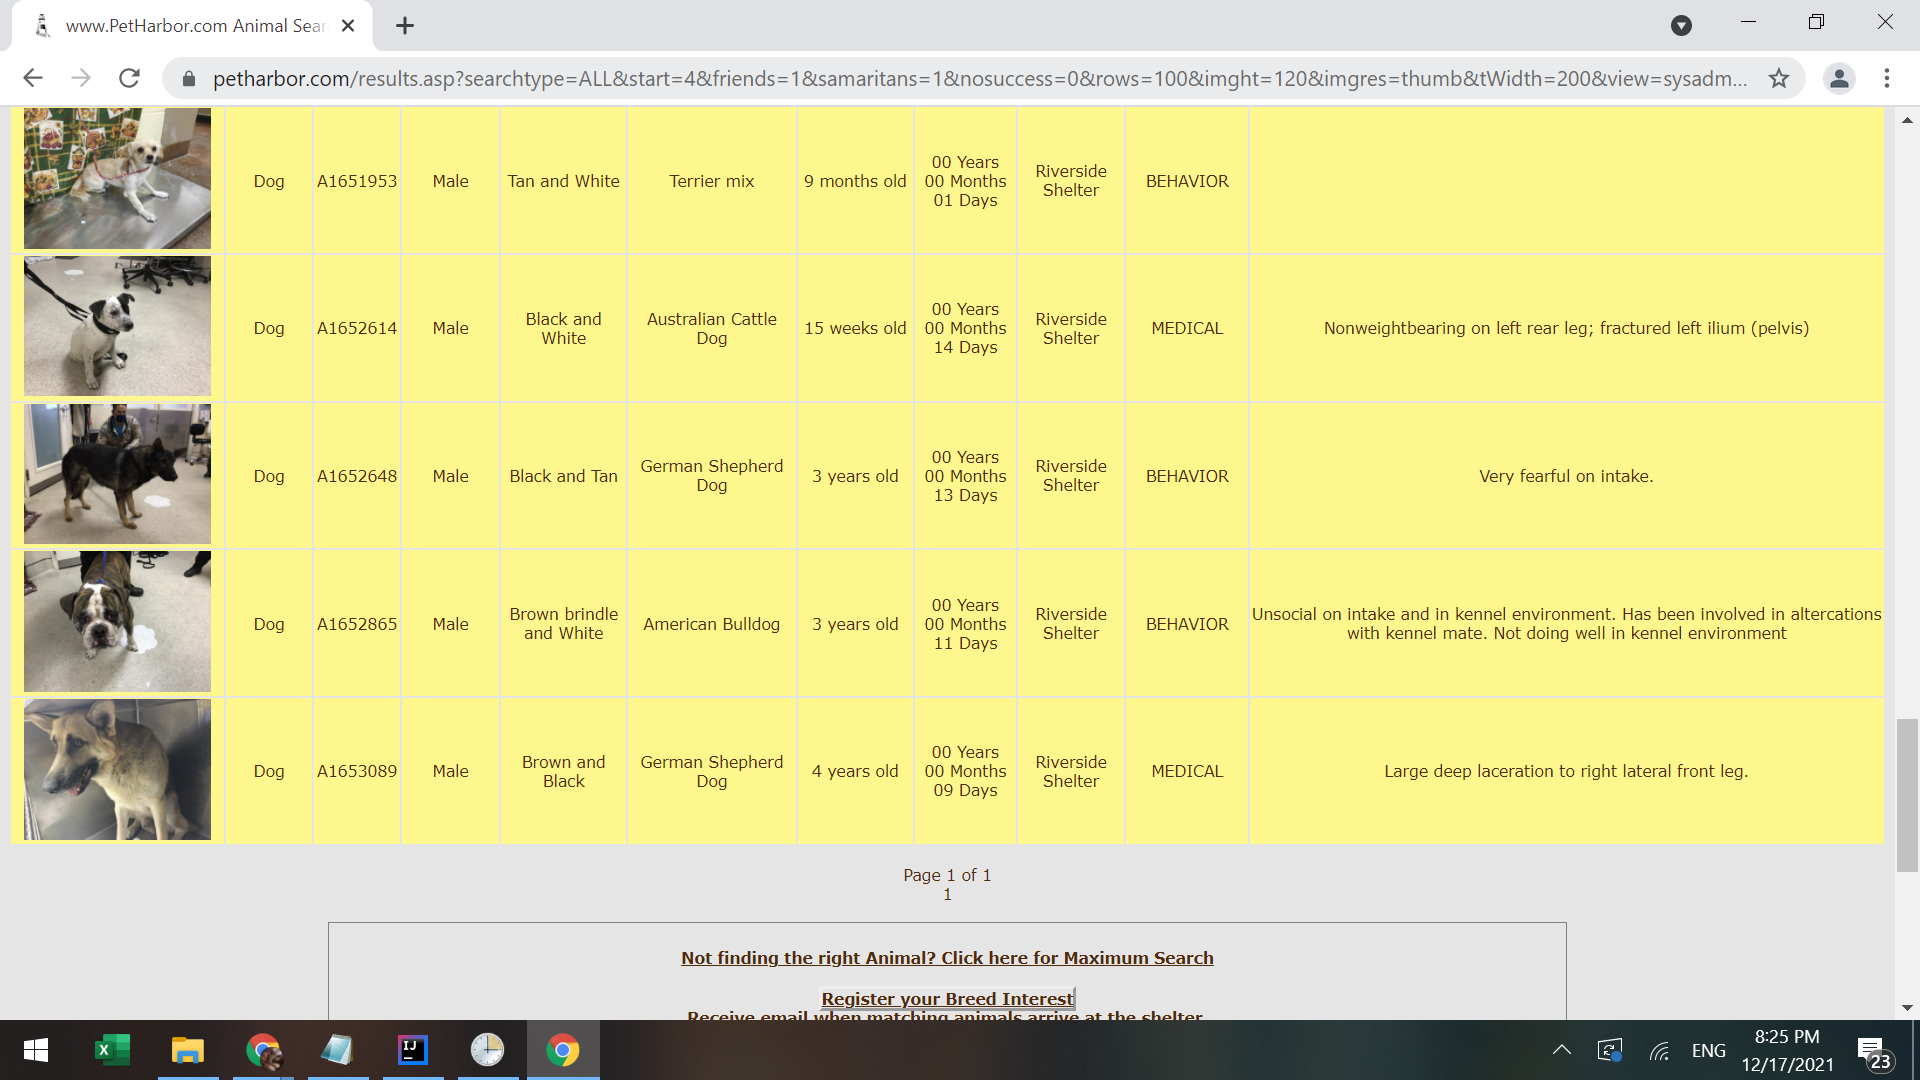 www.PetHarbor.com Animal Sear
petharbor.com/results.asp?searchtype=ALL&start=4&friends=1&samaritans=1&nosuccess=0&rows=100&imght=120&imgres=thumb&tWidth=200&view=sysadm...
Dog A1651953 Male Tan and White Terrier mix 9 months old 00 Years 00 Months 01 Days Riverside Shelter BEHAVIOR
Dog A1652614 Male Black and White Australian Cattle Dog 15 weeks old 00 Years 00 Months 14 Days Riverside Shelter MEDICAL Nonweightbearing on left rear leg; fractured left ilium (pelvis)
Dog A1652648 Male Black and Tan German Shepherd Dog 3 years old 00 Years 00 Months 13 Days Riverside Shelter BEHAVIOR Very fearful on intake.
Dog A1652865 Male Brown brindle and White American Bulldog 3 years old 00 Years 00 Months 11 Days Riverside Shelter BEHAVIOR Unsocial on intake and in kennel environment. Has been involved in altercations with kennel mate. Not doing well in kennel environment
Dog A1653089 Male Brown and Black German Shepherd Dog 4 years old 00 Years 00 Months 09 Days Riverside Shelter MEDICAL Large deep laceration to right lateral front leg.
Page 1 of 1
1
Not finding the right Animal? Click here for Maximum Search
Register your Breed Interest
Receive email when matching animals arrive at the shelter
IJ
ENG
8:25 PM
12/17/2021
23